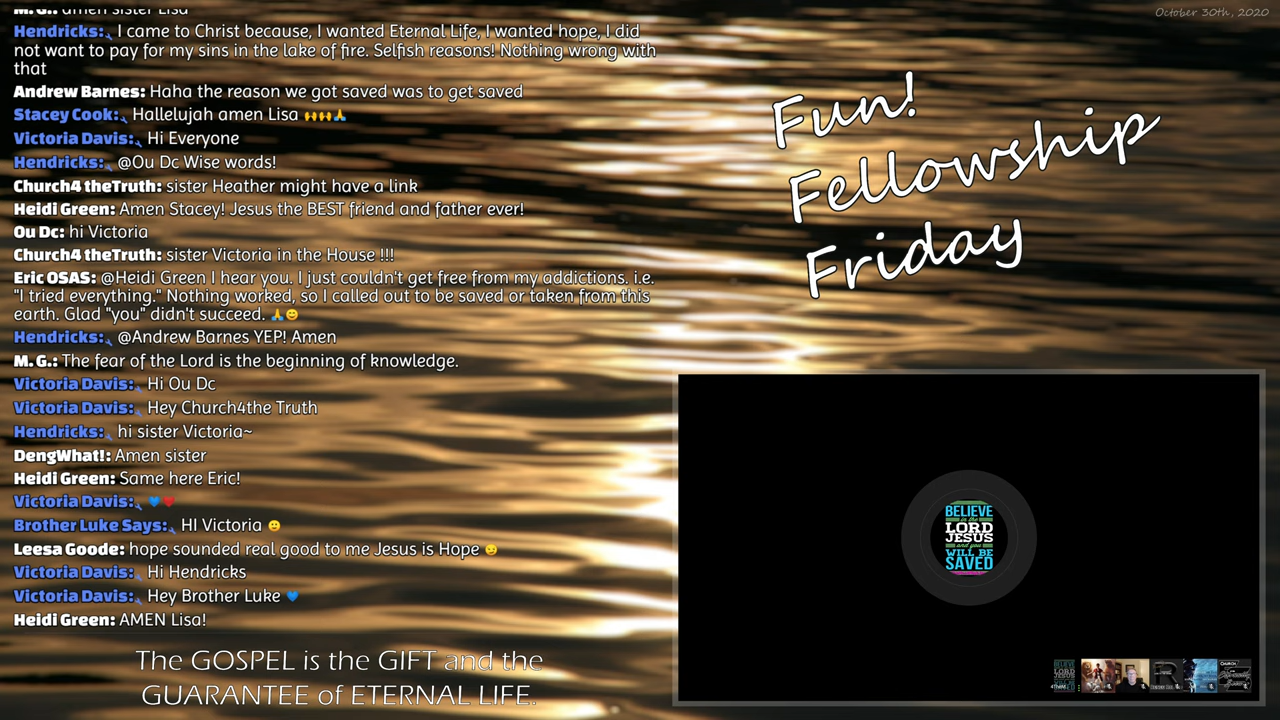 M. G.: amen sister Lisa
Hendricks: I came to Christ because, I wanted Eternal Life, I wanted hope, I did
not want to pay for my sins in the lake of fire. Selfish reasons! Nothing wrong with
that
Andrew Barnes: Haha the reason we got saved was to get saved
Stacey Cook: Hallelujah amen Lisa 🙌🙌🙏
Victoria Davis: Hi Everyone
Hendricks: @Ou Dc Wise words!
Church4 theTruth: sister Heather might have a link
Heidi Green: Amen Stacey! Jesus the BEST friend and father ever!
Ou Dc: hi Victoria
Church4 theTruth: sister Victoria in the House !!!
Eric OSAS: @Heidi Green I hear you. I just couldn't get free from my addictions. i.e.
"I tried everything." Nothing worked, so I called out to be saved or taken from this
earth. Glad "you" didn't succeed. 🙏😊
Hendricks: @Andrew Barnes YEP! Amen
M. G.: The fear of the Lord is the beginning of knowledge.
Victoria Davis: Hi Ou Dc
Victoria Davis: Hey Church4the Truth
Hendricks: hi sister Victoria~
DengWhat!: Amen sister
Heidi Green: Same here Eric!
Victoria Davis: 💙❤️
Brother Luke Says: HI Victoria 🙂
Leesa Goode: hope sounded real good to me Jesus is Hope 😏
Victoria Davis: Hi Hendricks
Victoria Davis: Hey Brother Luke 💙
Heidi Green: AMEN Lisa!
The GOSPEL is the GIFT and the
GUARANTEE of ETERNAL LIFE.
October 30th, 2020
Fun!
Fellowship
Friday
BELIEVE
in the
LORD
JESUS
and you
WILL BE
SAVED